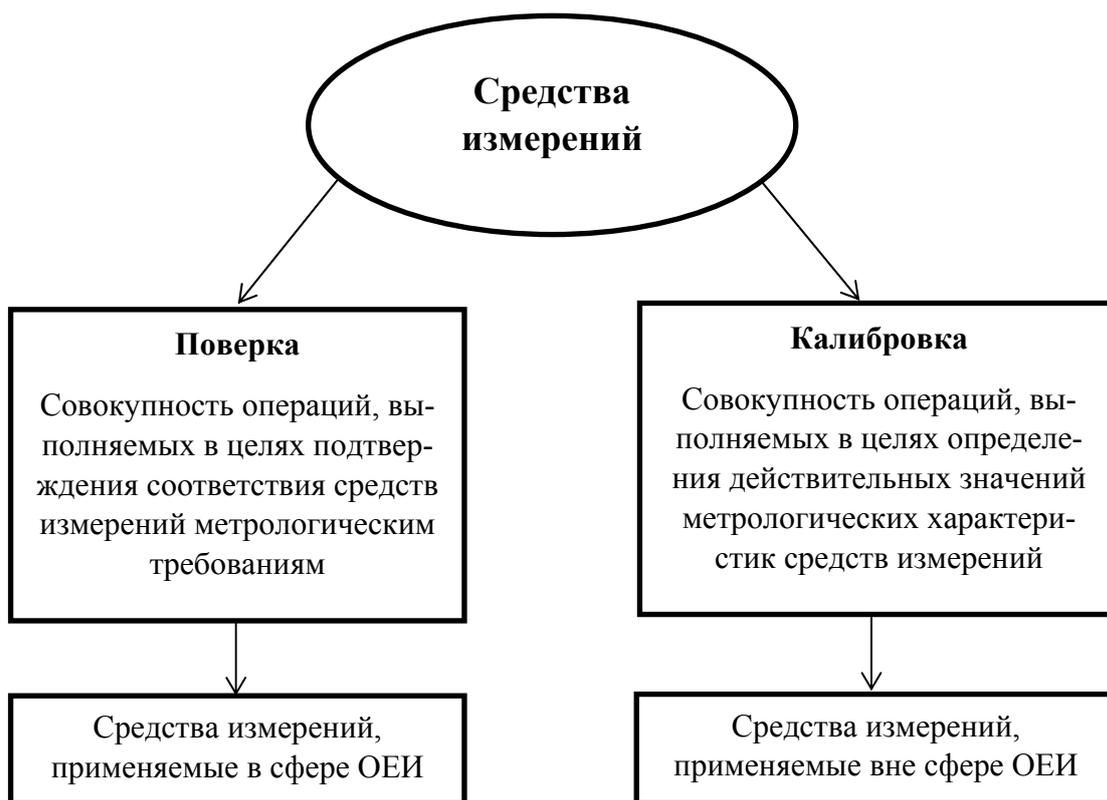 Средства
измерений
Поверка
Совокупность операций, вы-
полняемых в целях подтвер-
ждения соответствия средств
измерений метрологическим
требованиям
Калибровка
Совокупность операций, вы-
полняемых в целях определе-
ния действительных значений
метрологических характери-
стик средств измерений
Средства измерений,
применяемые в сфере ОЕИ
Средства измерений,
применяемые вне сфере ОЕИ